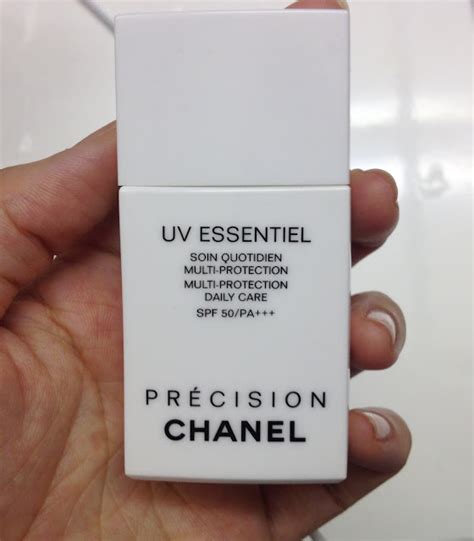 UV ESSENTIEL
SOIN QUOTIDIEN
MULTI-PROTECTION
MULTI-PROTECTION
DAILY CARE
SPF 50/PA+++
PRÉCISION
CHANEL